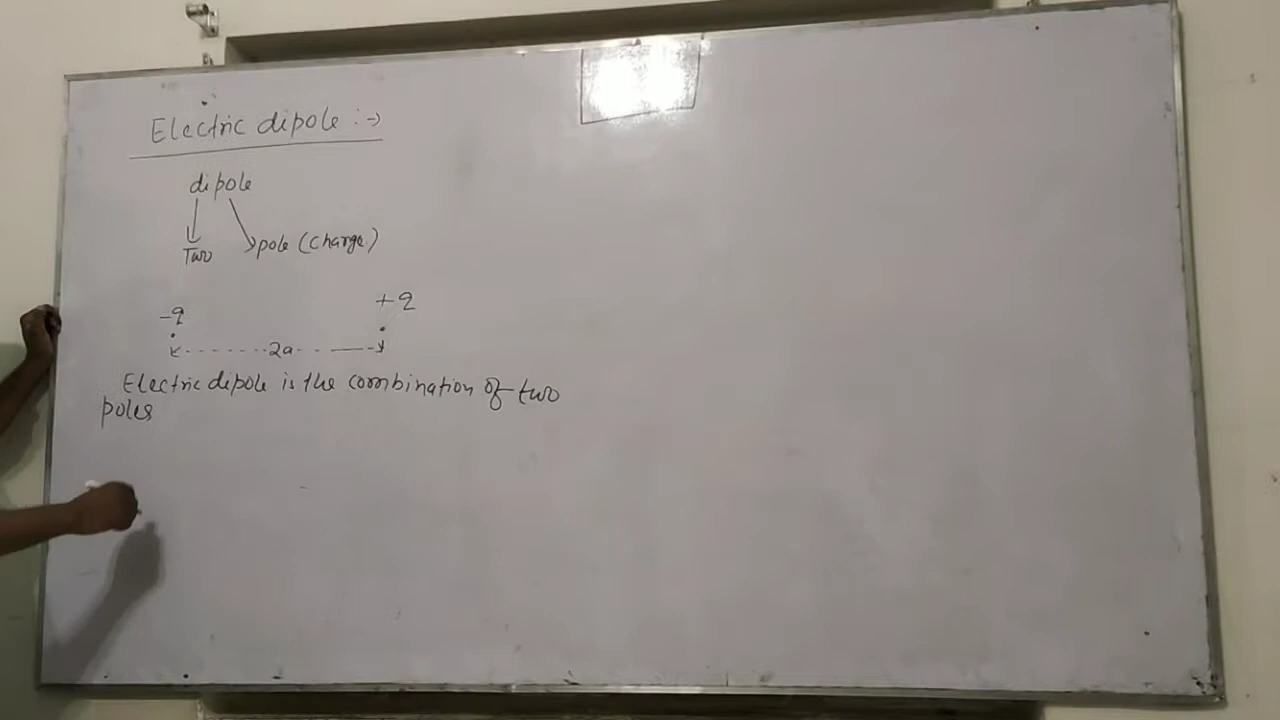 Electric dipole :->
dipole
Two pole (charge)
-q +q
2a
Electric dipole is the combination of two
poles